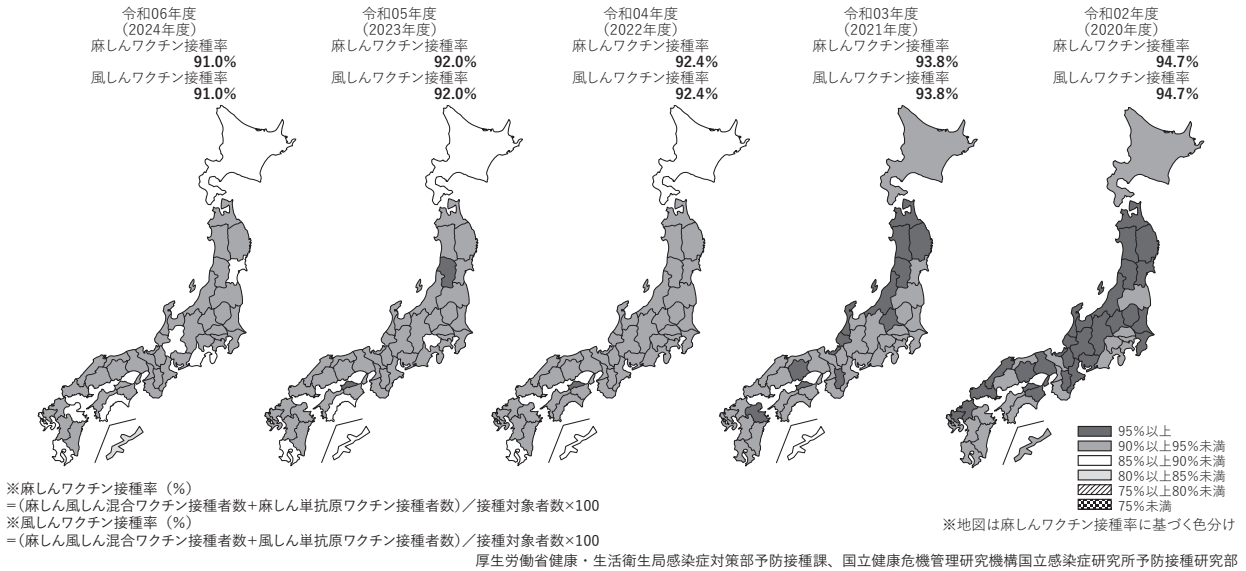 令和06年度
（2024年度）
麻しんワクチン接種率
91.0%
風しんワクチン接種率
91.0%
令和05年度
（2023年度）
麻しんワクチン接種率
92.0%
風しんワクチン接種率
92.0%
令和04年度
（2022年度）
麻しんワクチン接種率
92.4%
風しんワクチン接種率
92.4%
令和03年度
（2021年度）
麻しんワクチン接種率
93.8%
風しんワクチン接種率
93.8%
令和02年度
（2020年度）
麻しんワクチン接種率
94.7%
風しんワクチン接種率
94.7%
95%以上
90%以上95%未満
85%以上90%未満
80%以上85%未満
75%以上80%未満
75%未満
※地図は麻しんワクチン接種率に基づく色分け
※麻しんワクチン接種率（%）
＝(麻しん風しん混合ワクチン接種者数+麻しん単抗原ワクチン接種者数)／接種対象者数×100
※風しんワクチン接種率（%）
＝(麻しん風しん混合ワクチン接種者数+風しん単抗原ワクチン接種者数)／接種対象者数×100
厚生労働省健康・生活衛生局感染症対策部予防接種課、国立健康危機管理研究機構国立感染症研究所予防接種研究部